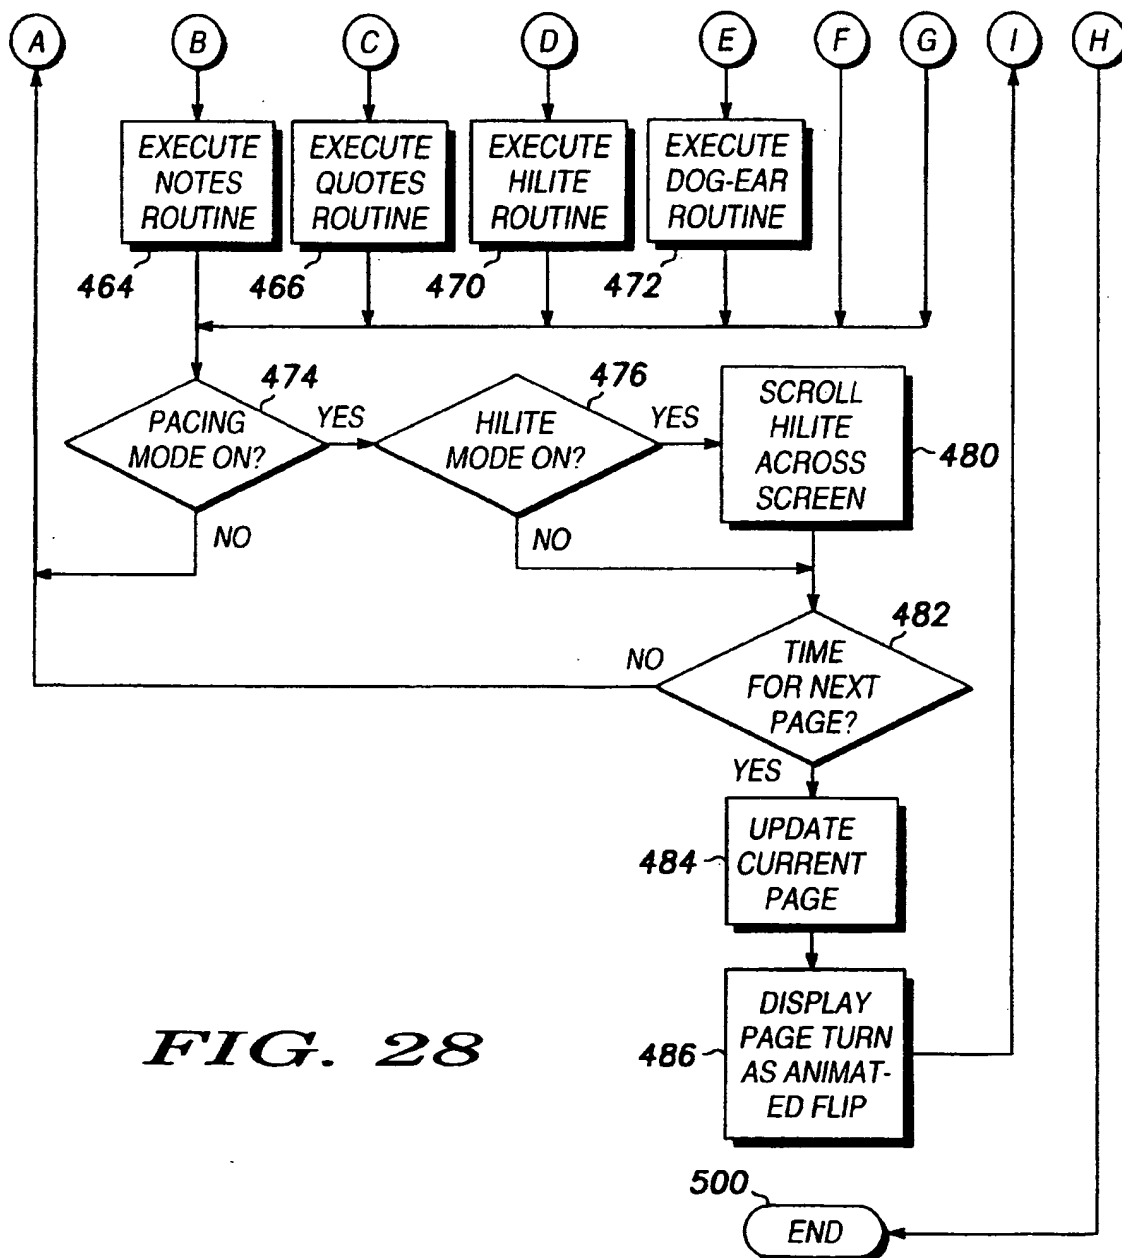 A B C D E F G I H
EXECUTE
NOTES
ROUTINE
EXECUTE
QUOTES
ROUTINE
EXECUTE
HILITE
ROUTINE
EXECUTE
DOG-EAR
ROUTINE
464
466
470
472
474
PACING
MODE ON?
YES
NO
476
HILITE
MODE ON?
YES
NO
SCROLL
HILITE
ACROSS
SCREEN
480
482
TIME
FOR NEXT
PAGE?
NO
YES
484
UPDATE
CURRENT
PAGE
486
DISPLAY
PAGE TURN
AS ANIMAT-
ED FLIP
FIG. 28
500
END